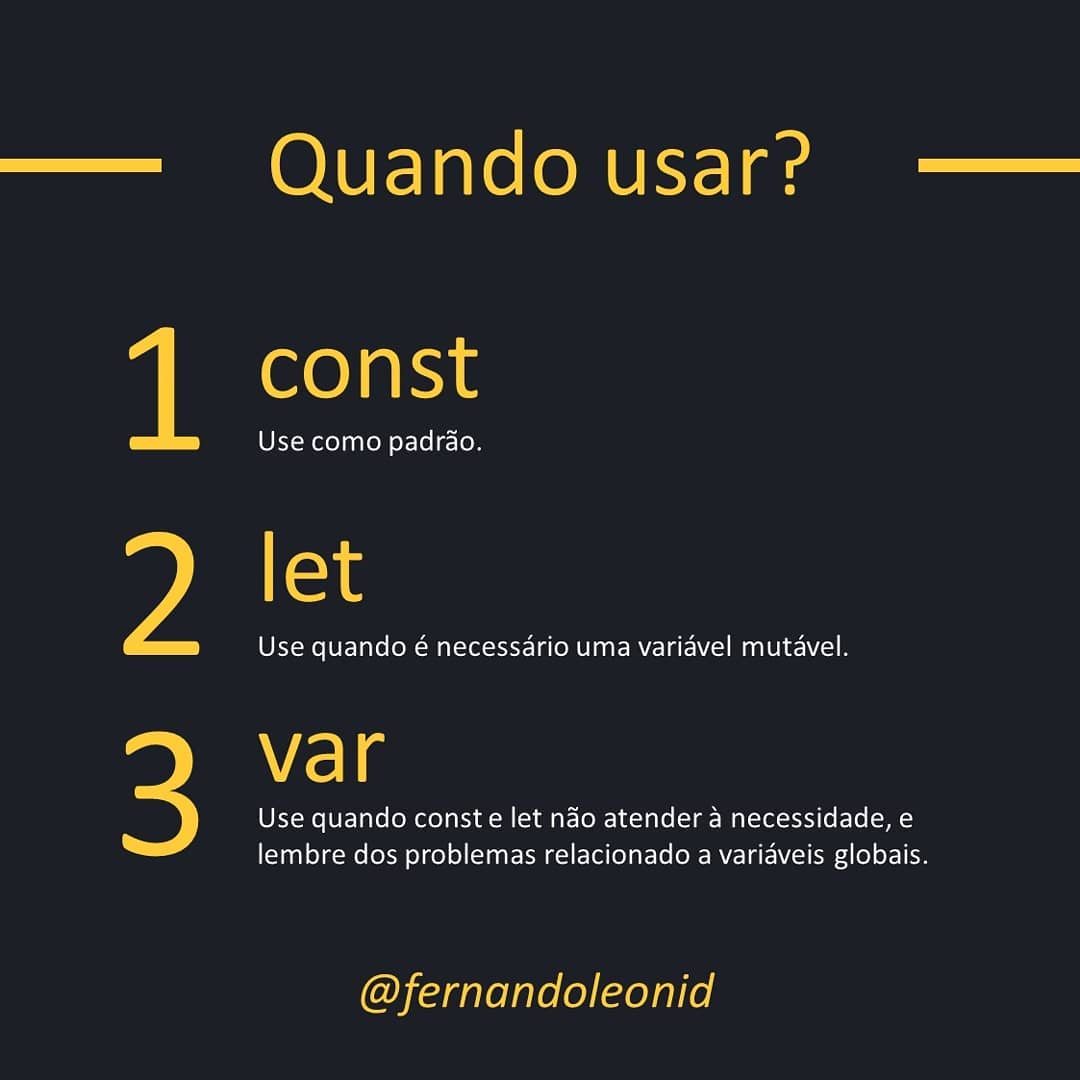 Quando usar?
1 const
Use como padrão.
2 let
Use quando é necessário uma variável mutável.
3 var
Use quando const e let não atender à necessidade, e
lembre dos problemas relacionado a variáveis globais.
@fernandoleonid